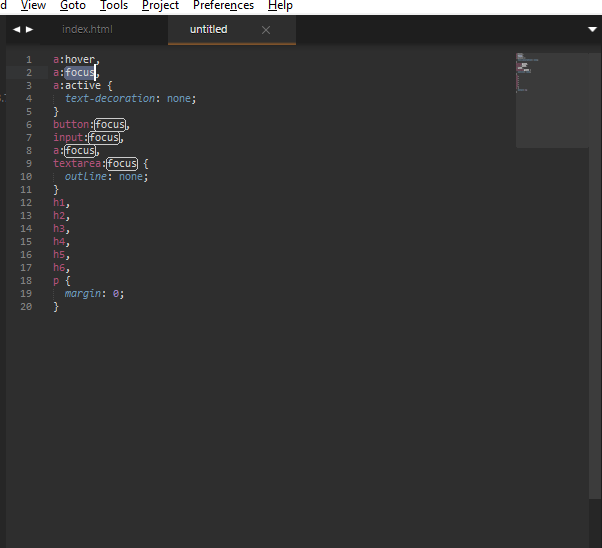 d View Goto Tools Project Preferences Help
index.html untitled
1 a:hover,
2 a:focus,
3 a:active {
4 text-decoration: none;
5 }
6 button:focus,
7 input:focus,
8 a:focus,
9 textarea:focus {
10 outline: none;
11 }
12 h1,
13 h2,
14 h3,
15 h4,
16 h5,
17 h6,
18 p {
19 margin: 0;
20 }